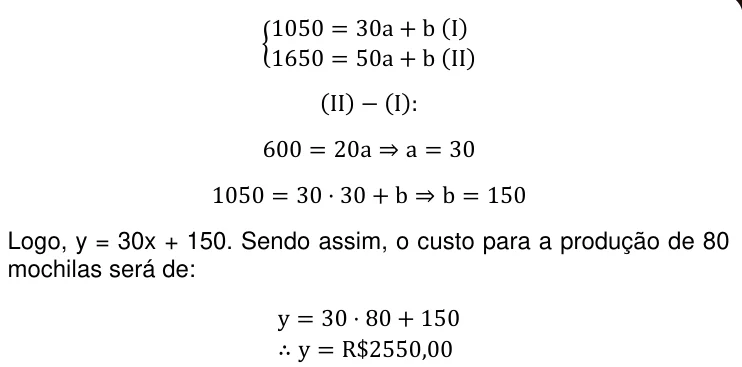 {1050 = 30a + b (I)
1650 = 50a + b (II)
(II) − (I):
600 = 20a ⇒ a = 30
1050 = 30 · 30 + b ⇒ b = 150
Logo, y = 30x + 150. Sendo assim, o custo para a produção de 80
mochilas será de:
y = 30 · 80 + 150
∴ y = R$2550,00